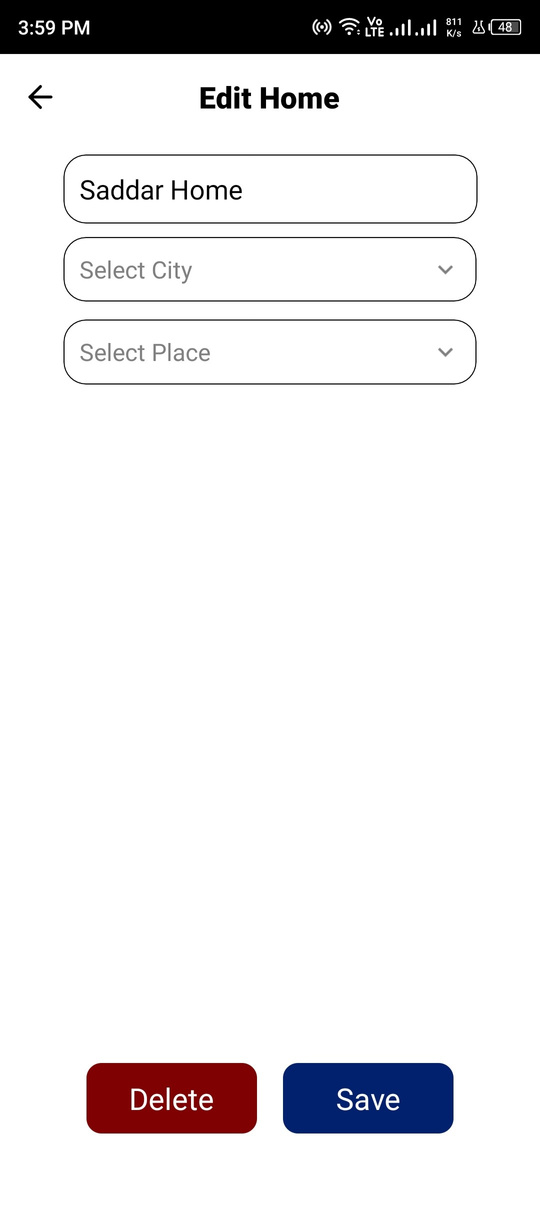 3:59 PM Vo LTE 811 K/s 48
Edit Home
Saddar Home
Select City
Select Place
Delete Save